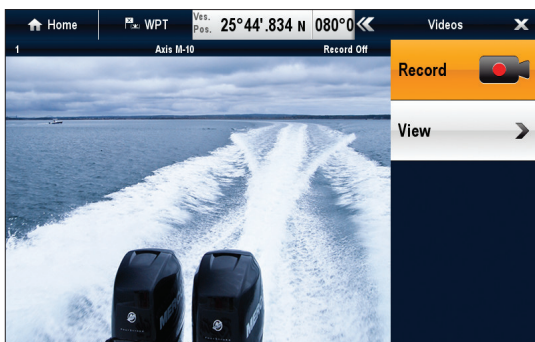 Home
WPT
Ves. Pos. 25°44'.834 N
080°0
Videos
X
1
Axis M-10
Record Off
Record
View